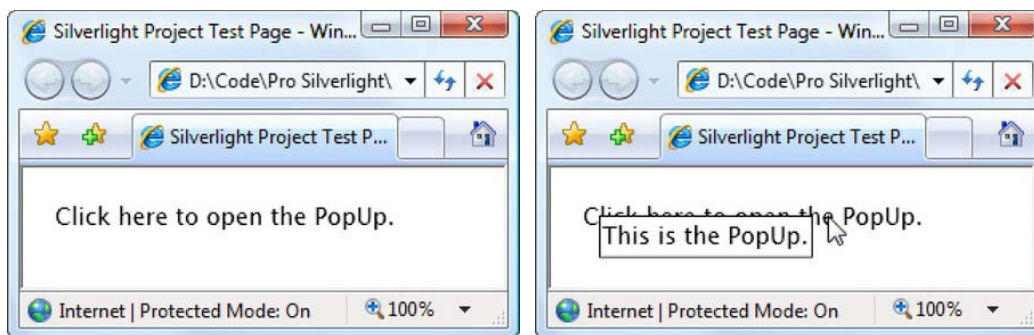 Silverlight Project Test Page - Win...
D:\Code\Pro Silverlight\
Silverlight Project Test P...
Click here to open the PopUp.
Internet | Protected Mode: On 100%
Silverlight Project Test Page - Win...
D:\Code\Pro Silverlight\
Silverlight Project Test P...
Click here to open the PopUp.
This is the PopUp.
Internet | Protected Mode: On 100%